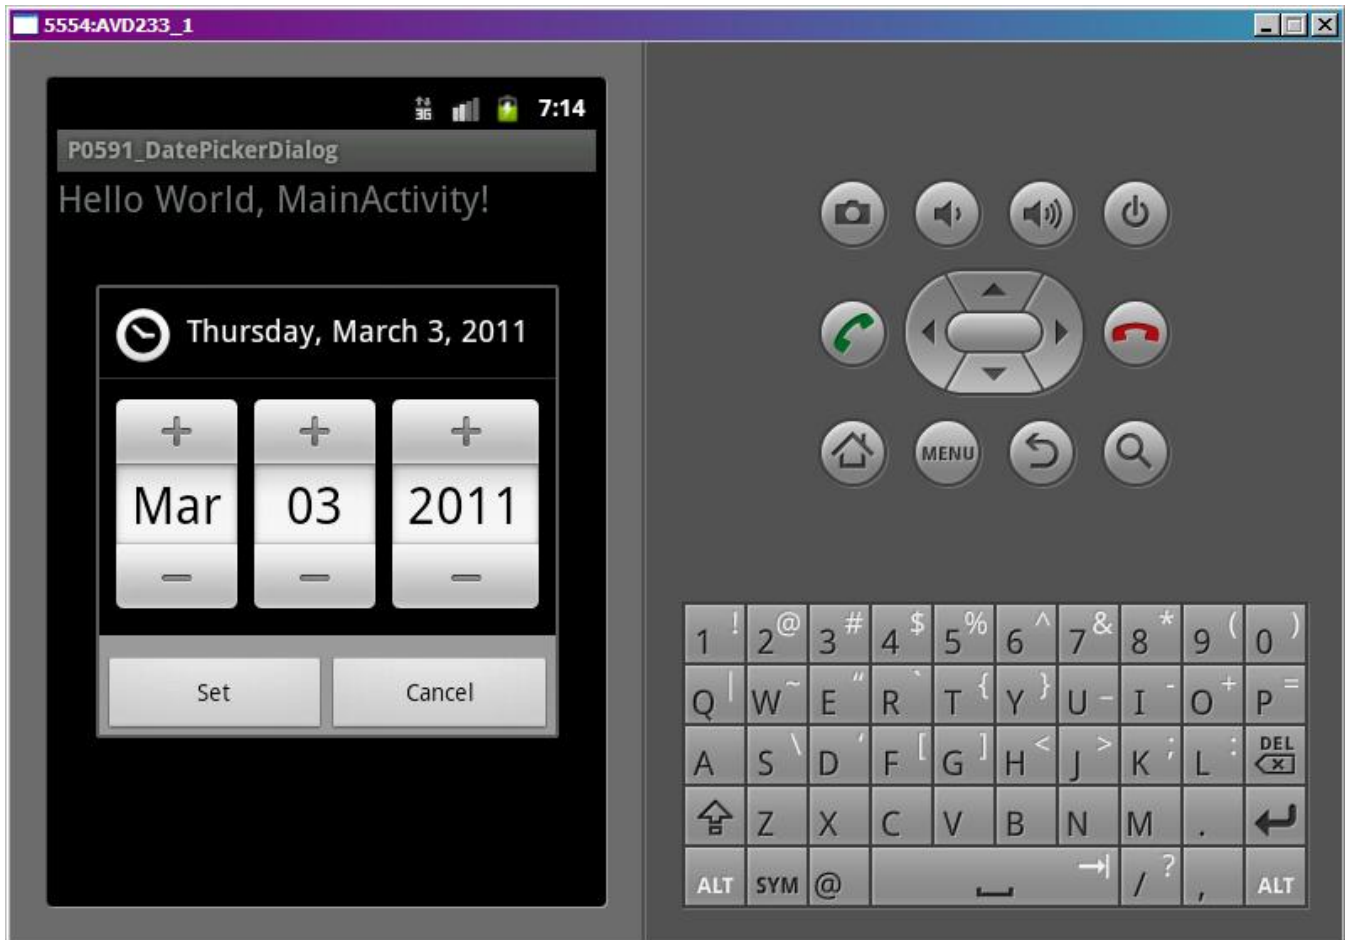 5554:AVD233_1
3G 7:14
P0591_DatePickerDialog
Hello World, MainActivity!
Thursday, March 3, 2011
+ + +
Mar 03 2011
− − −
Set Cancel
MENU
1 ! 2 @ 3 # 4 $ 5 % 6 ^ 7 & 8 * 9 ( 0 )
Q | W ~ E " R ` T { Y } U _ I - O + P =
A S \ D ' F [ G ] H < J > K ; L : DEL
Z X C V B N M .
ALT SYM @ / ? , ALT